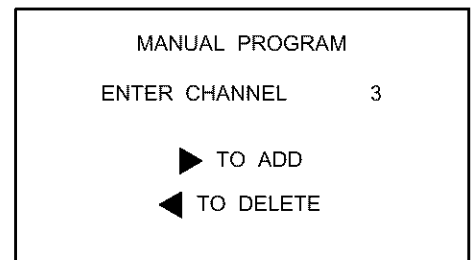 MANUAL PROGRAM
ENTER CHANNEL 3
▶ TO ADD
◀ TO DELETE